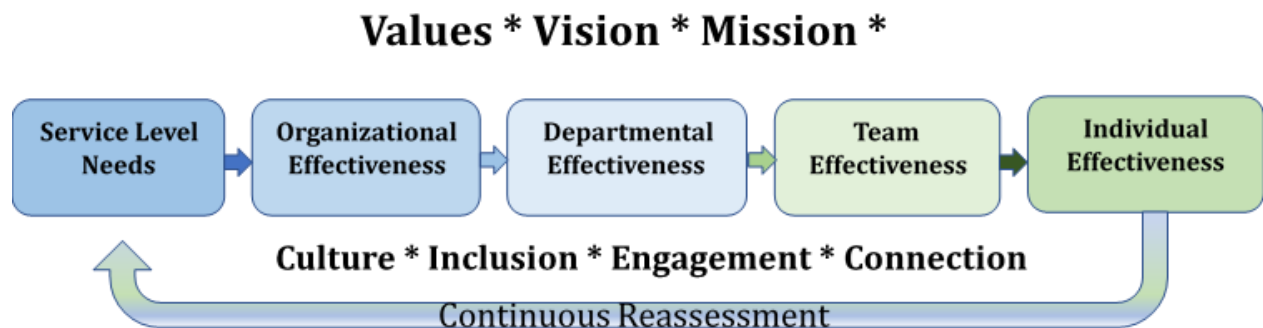 Values * Vision * Mission *
Service Level
Needs
Organizational
Effectiveness
Departmental
Effectiveness
Team
Effectiveness
Individual
Effectiveness
Culture * Inclusion * Engagement * Connection
Continuous Reassessment